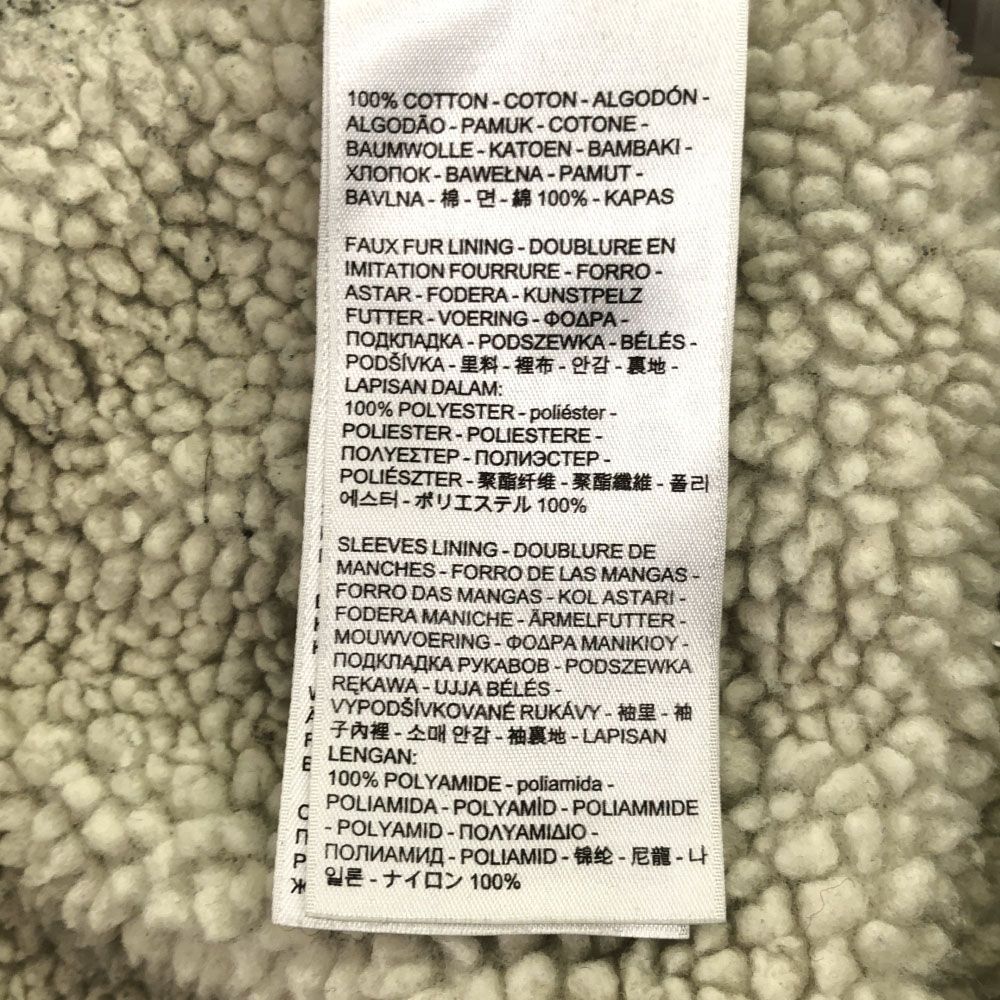 100% COTTON - COTON - ALGODÓN -
ALGODÃO - PAMUK - COTONE -
BAUMWOLLE - KATOEN - BAMBAKI -
ХЛОПОК - BAWEŁNA - PAMUT -
BAVLNA - 棉 - 면 - 綿 100% - KAPAS
FAUX FUR LINING - DOUBLURE EN
IMITATION FOURRURE - FORRO -
ASTAR - FODERA - KUNSTPELZ
FUTTER - VOERING - ΦΟΔΡΑ -
ПОДКЛАДКА - PODSZEWKA - BÉLÉS -
PODŠÍVKA - 里料 - 裡布 - 안감 - 裏地 -
LAPISAN DALAM:
100% POLYESTER - poliéster -
POLIESTER - POLIESTERE -
ΠΟΛΥΕΣΤΕΡ - ПОЛИЭСТЕР -
POLIÉSZTER - 聚酯纤维 - 聚酯纖維 - 폴리
에스터 - ポリエステル 100%
SLEEVES LINING - DOUBLURE DE
MANCHES - FORRO DE LAS MANGAS -
FORRO DAS MANGAS - KOL ASTARI -
FODERA MANICHE - ÄRMELFUTTER -
MOUWVOERING - ΦΟΔΡΑ ΜΑΝΙΚΙΟΥ -
ПОДКЛАДКА РУКАВОВ - PODSZEWKA
RĘKAWA - UJJA BÉLÉS -
VYPODŠÍVKOVANÉ RUKÁVY - 袖里 - 袖
子內裡 - 소매 안감 - 袖裏地 - LAPISAN
LENGAN:
100% POLYAMIDE - poliamida -
POLIAMIDA - POLYAMİD - POLIAMMIDE
- POLYAMID - ΠΟΛΥΑΜΙΔΙΟ -
ПОЛИАМИД - POLIAMID - 锦纶 - 尼龍 - 나
일론 - ナイロン 100%